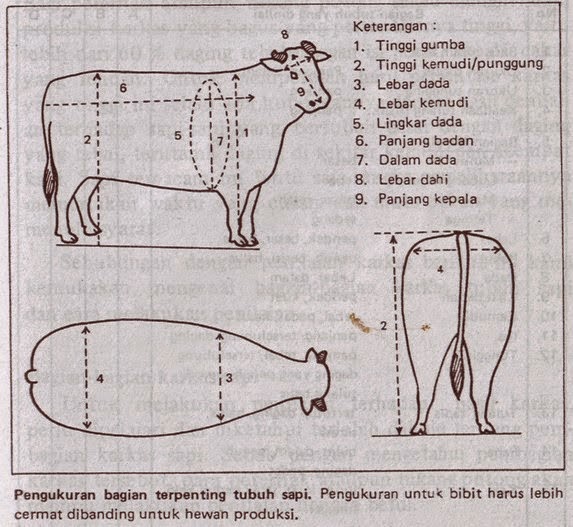 Keterangan :
1. Tinggi gumba
2. Tinggi kemudi/punggung
3. Lebar dada
4. Lebar kemudi
5. Lingkar dada
6. Panjang badan
7. Dalam dada
8. Lebar dahi
9. Panjang kepala
8
6
9
2
5
7
1
4
2
4
3
Pengukuran bagian terpenting tubuh sapi. Pengukuran untuk bibit harus lebih
cermat dibanding untuk hewan produksi.